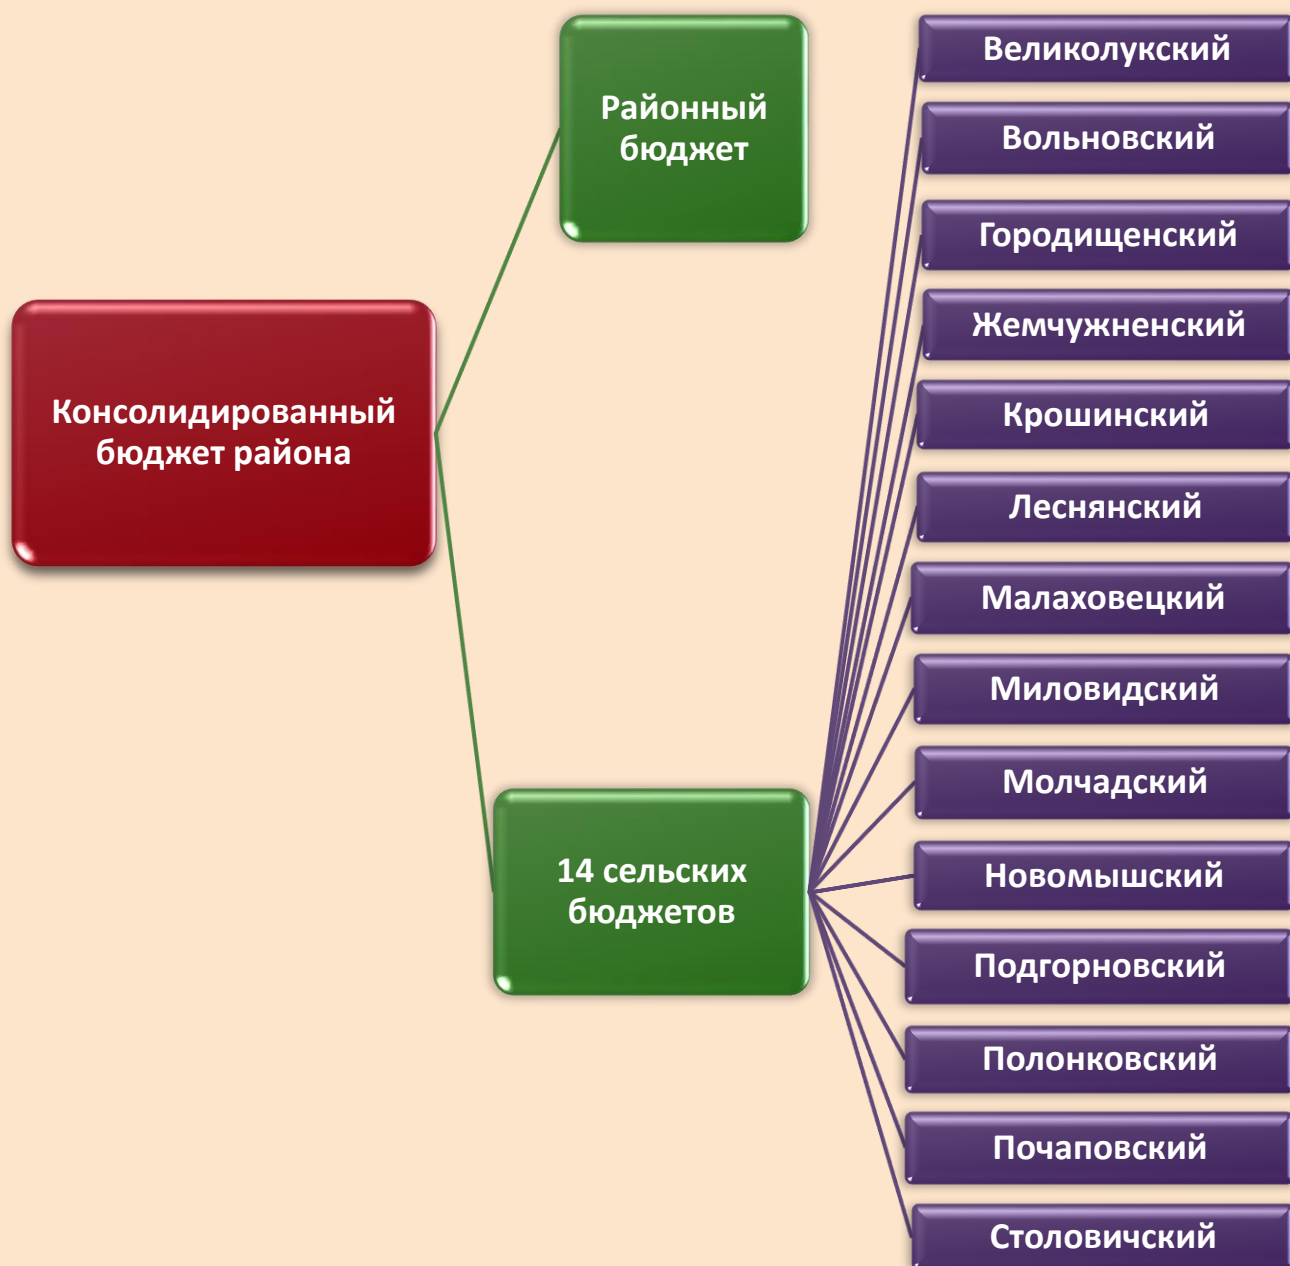 Консолидированный
бюджет района
Районный
бюджет
14 сельских
бюджетов
Великолукский
Вольновский
Городищенский
Жемчужненский
Крошинский
Леснянский
Малаховецкий
Миловидский
Молчадский
Новомышский
Подгорновский
Полонковский
Почаповский
Столовичский